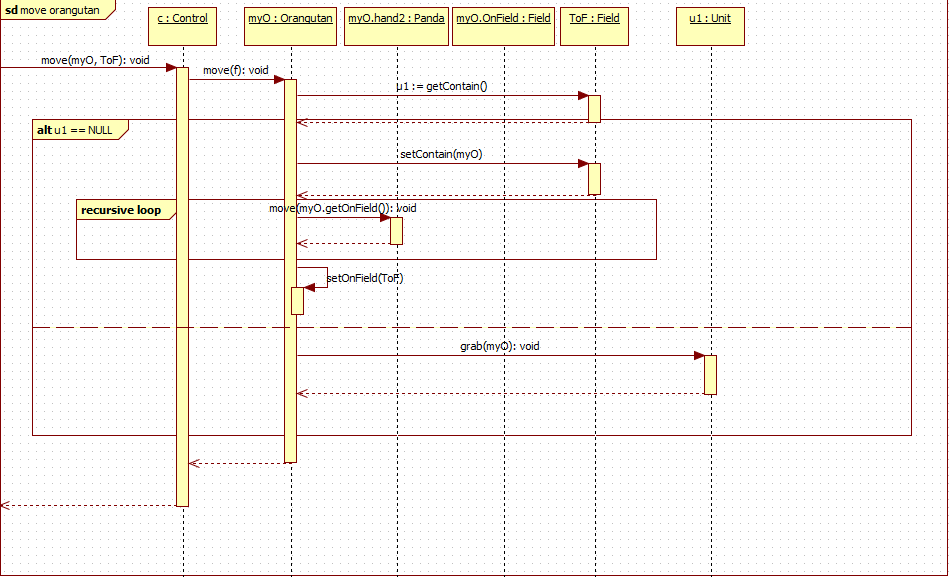 sd move orangutan
c : Control
myO : Orangutan
myO.hand2 : Panda
myO.OnField : Field
ToF : Field
u1 : Unit
move(myO, ToF): void
move(f): void
u1 := getContain()
alt u1 == NULL
setContain(myO)
recursive loop
move(myO.getOnField()): void
setOnField(ToF)
grab(myO): void